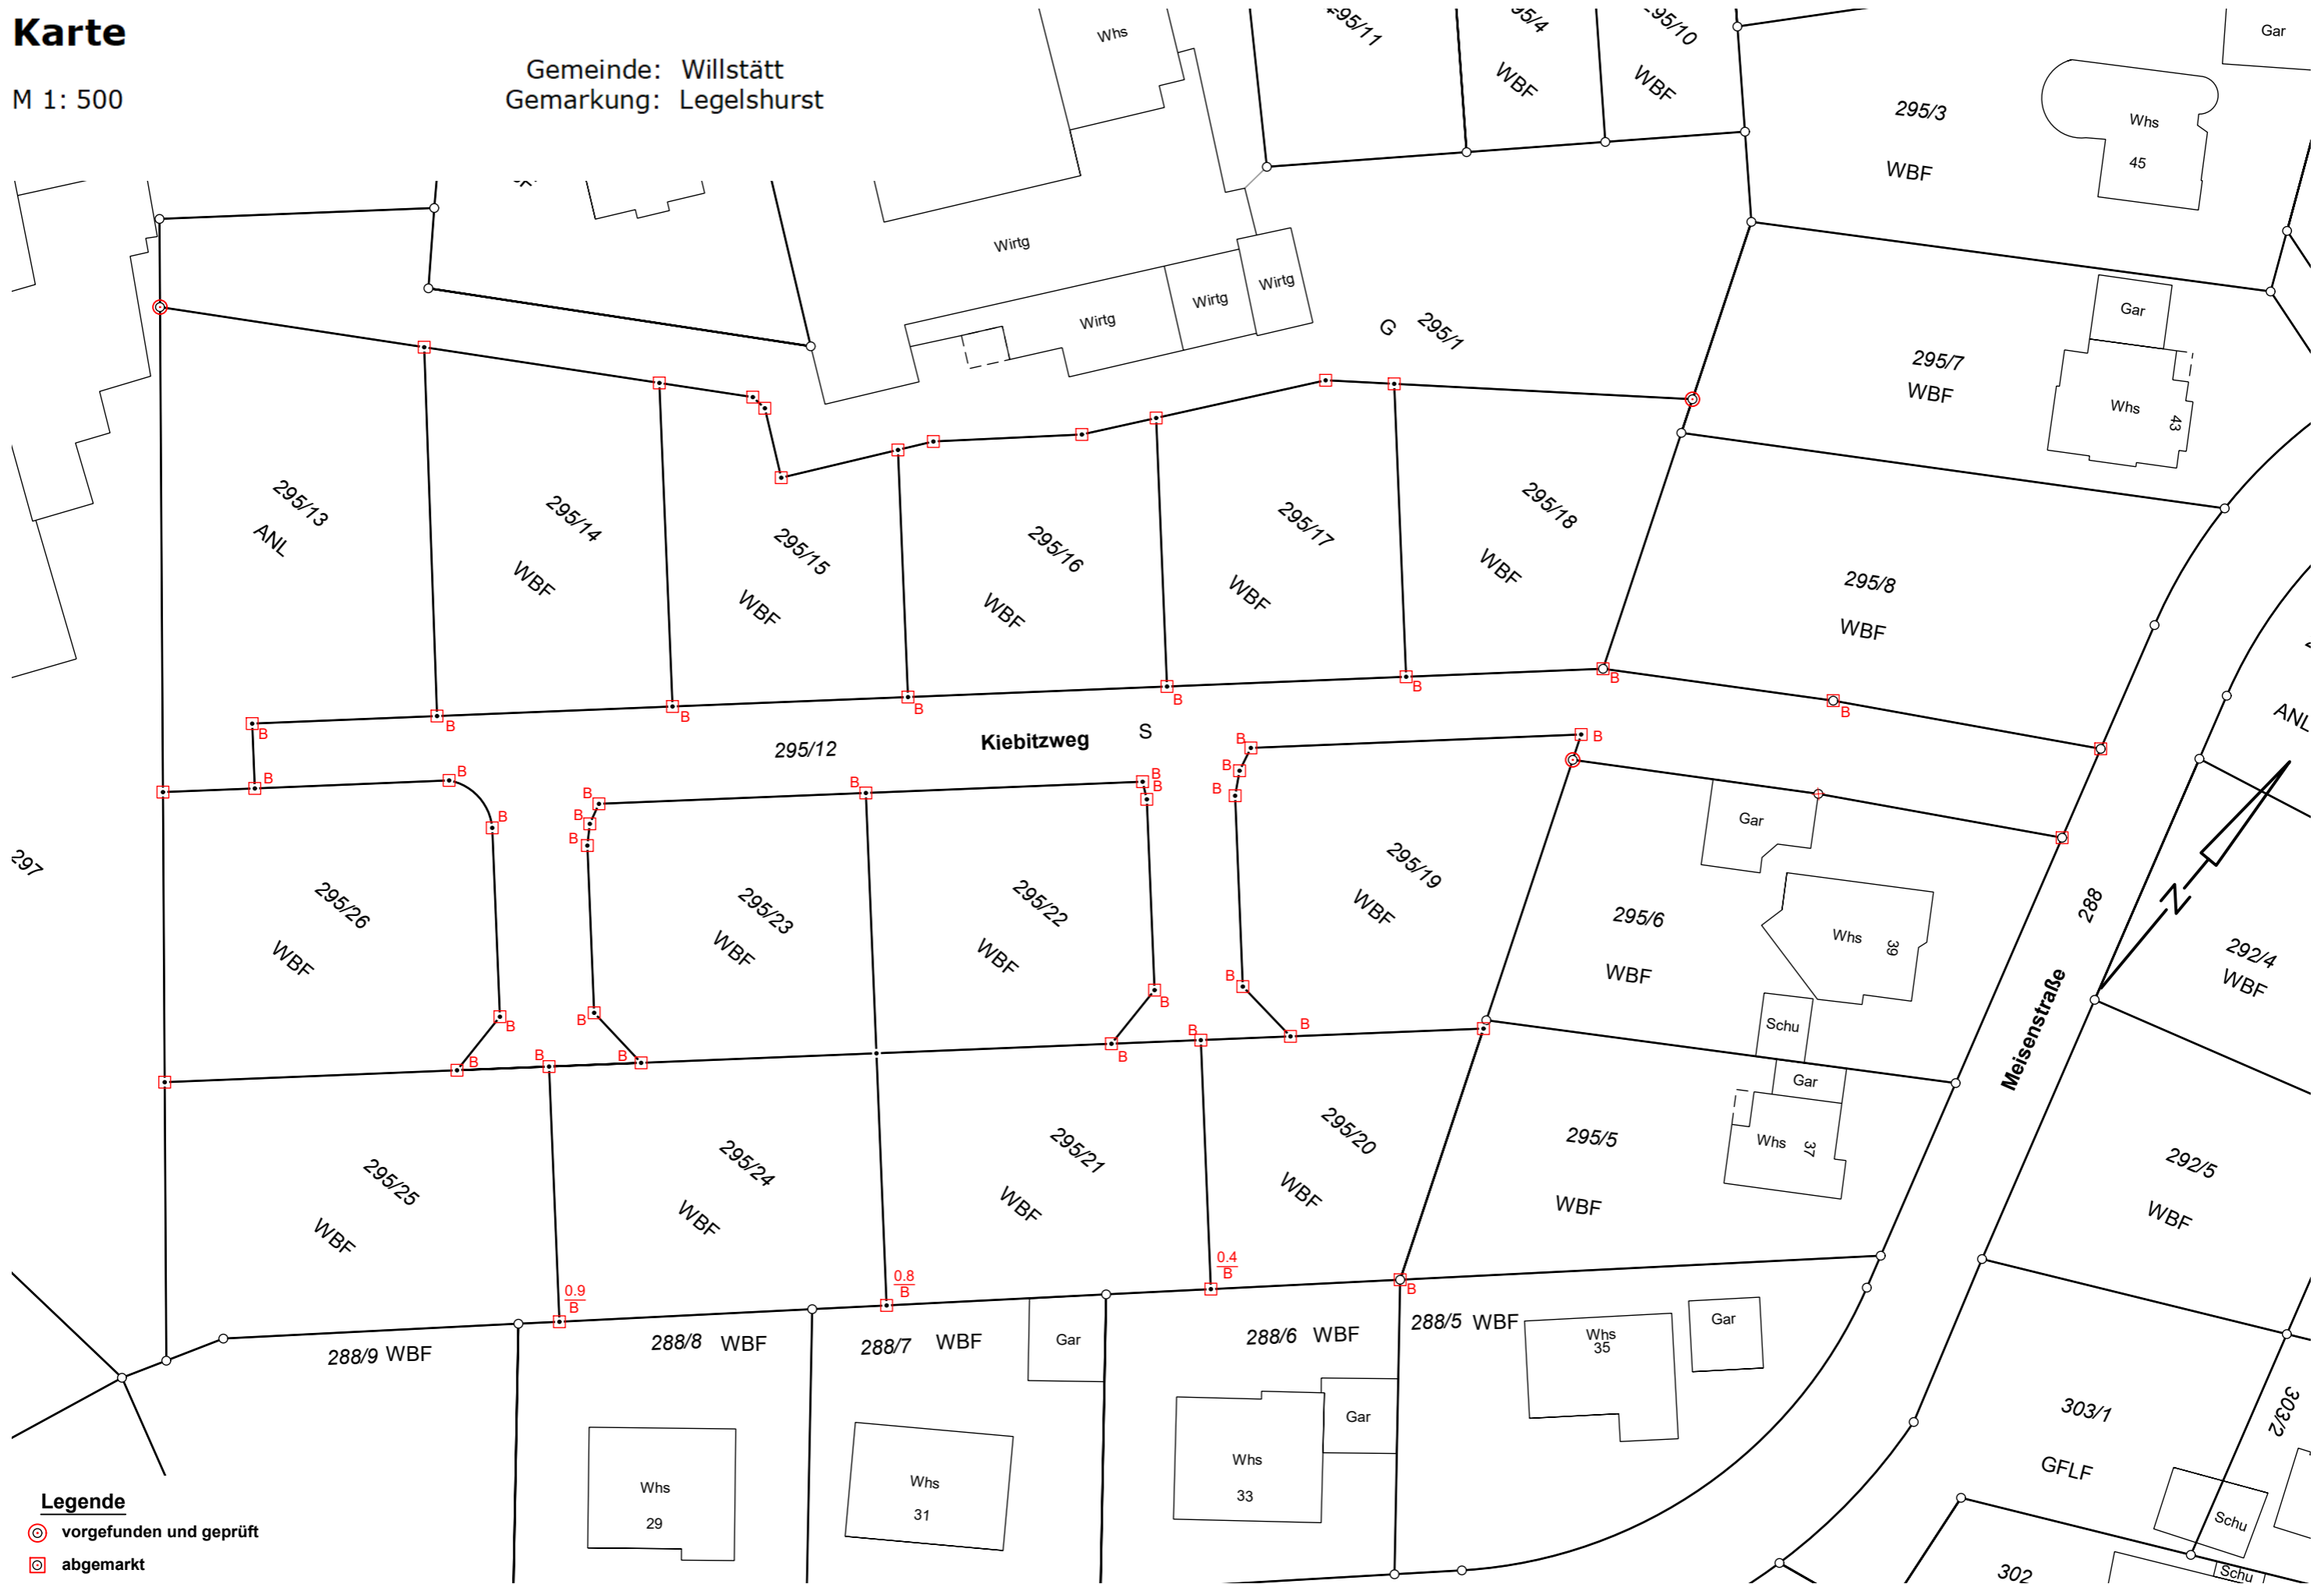 Karte
M 1: 500
Gemeinde: Willstätt
Gemarkung: Legelshurst
Whs
295/11
WBF
WBF
295/3
WBF
Whs
45
Gar
Wirtg
Wirtg
Wirtg
Wirtg
G
295/1
295/7
WBF
Gar
Whs
43
295/13
ANL
295/14
WBF
295/15
WBF
295/16
WBF
295/17
WBF
295/18
WBF
295/8
WBF
B
B
B
B
B
B
B
B
295/12
Kiebitzweg
S
ANL
B
B
B
B
B
B
B
B
B
B
B
B
B
B
297
295/26
WBF
295/23
WBF
295/22
WBF
295/19
WBF
295/6
WBF
Gar
Whs
39
Schu
288
N
292/4
WBF
Meisenstraße
B
B
B
B
B
B
B
B
B
B
295/25
WBF
295/24
WBF
295/21
WBF
295/20
WBF
295/5
WBF
Gar
Whs
37
292/5
WBF
0.9
B
0.8
B
0.4
B
B
288/9 WBF
288/8 WBF
288/7 WBF
Gar
288/6 WBF
288/5 WBF
Whs
35
Gar
Whs
29
Whs
31
Whs
33
Gar
303/1
GFLF
303/2
Schu
Schu
302
Legende
vorgefunden und geprüft
abgemarkt